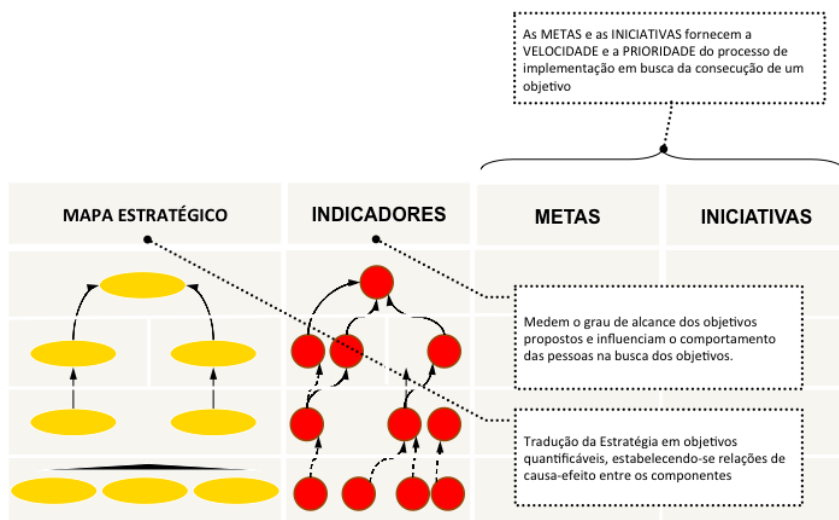 As METAS e as INICIATIVAS fornecem a
VELOCIDADE e a PRIORIDADE do processo de
implementação em busca da consecução de um
objetivo
MAPA ESTRATÉGICO
INDICADORES
METAS
INICIATIVAS
Medem o grau de alcance dos objetivos
propostos e influenciam o comportamento
das pessoas na busca dos objetivos.
Tradução da Estratégia em objetivos
quantificáveis, estabelecendo-se relações de
causa-efeito entre os componentes